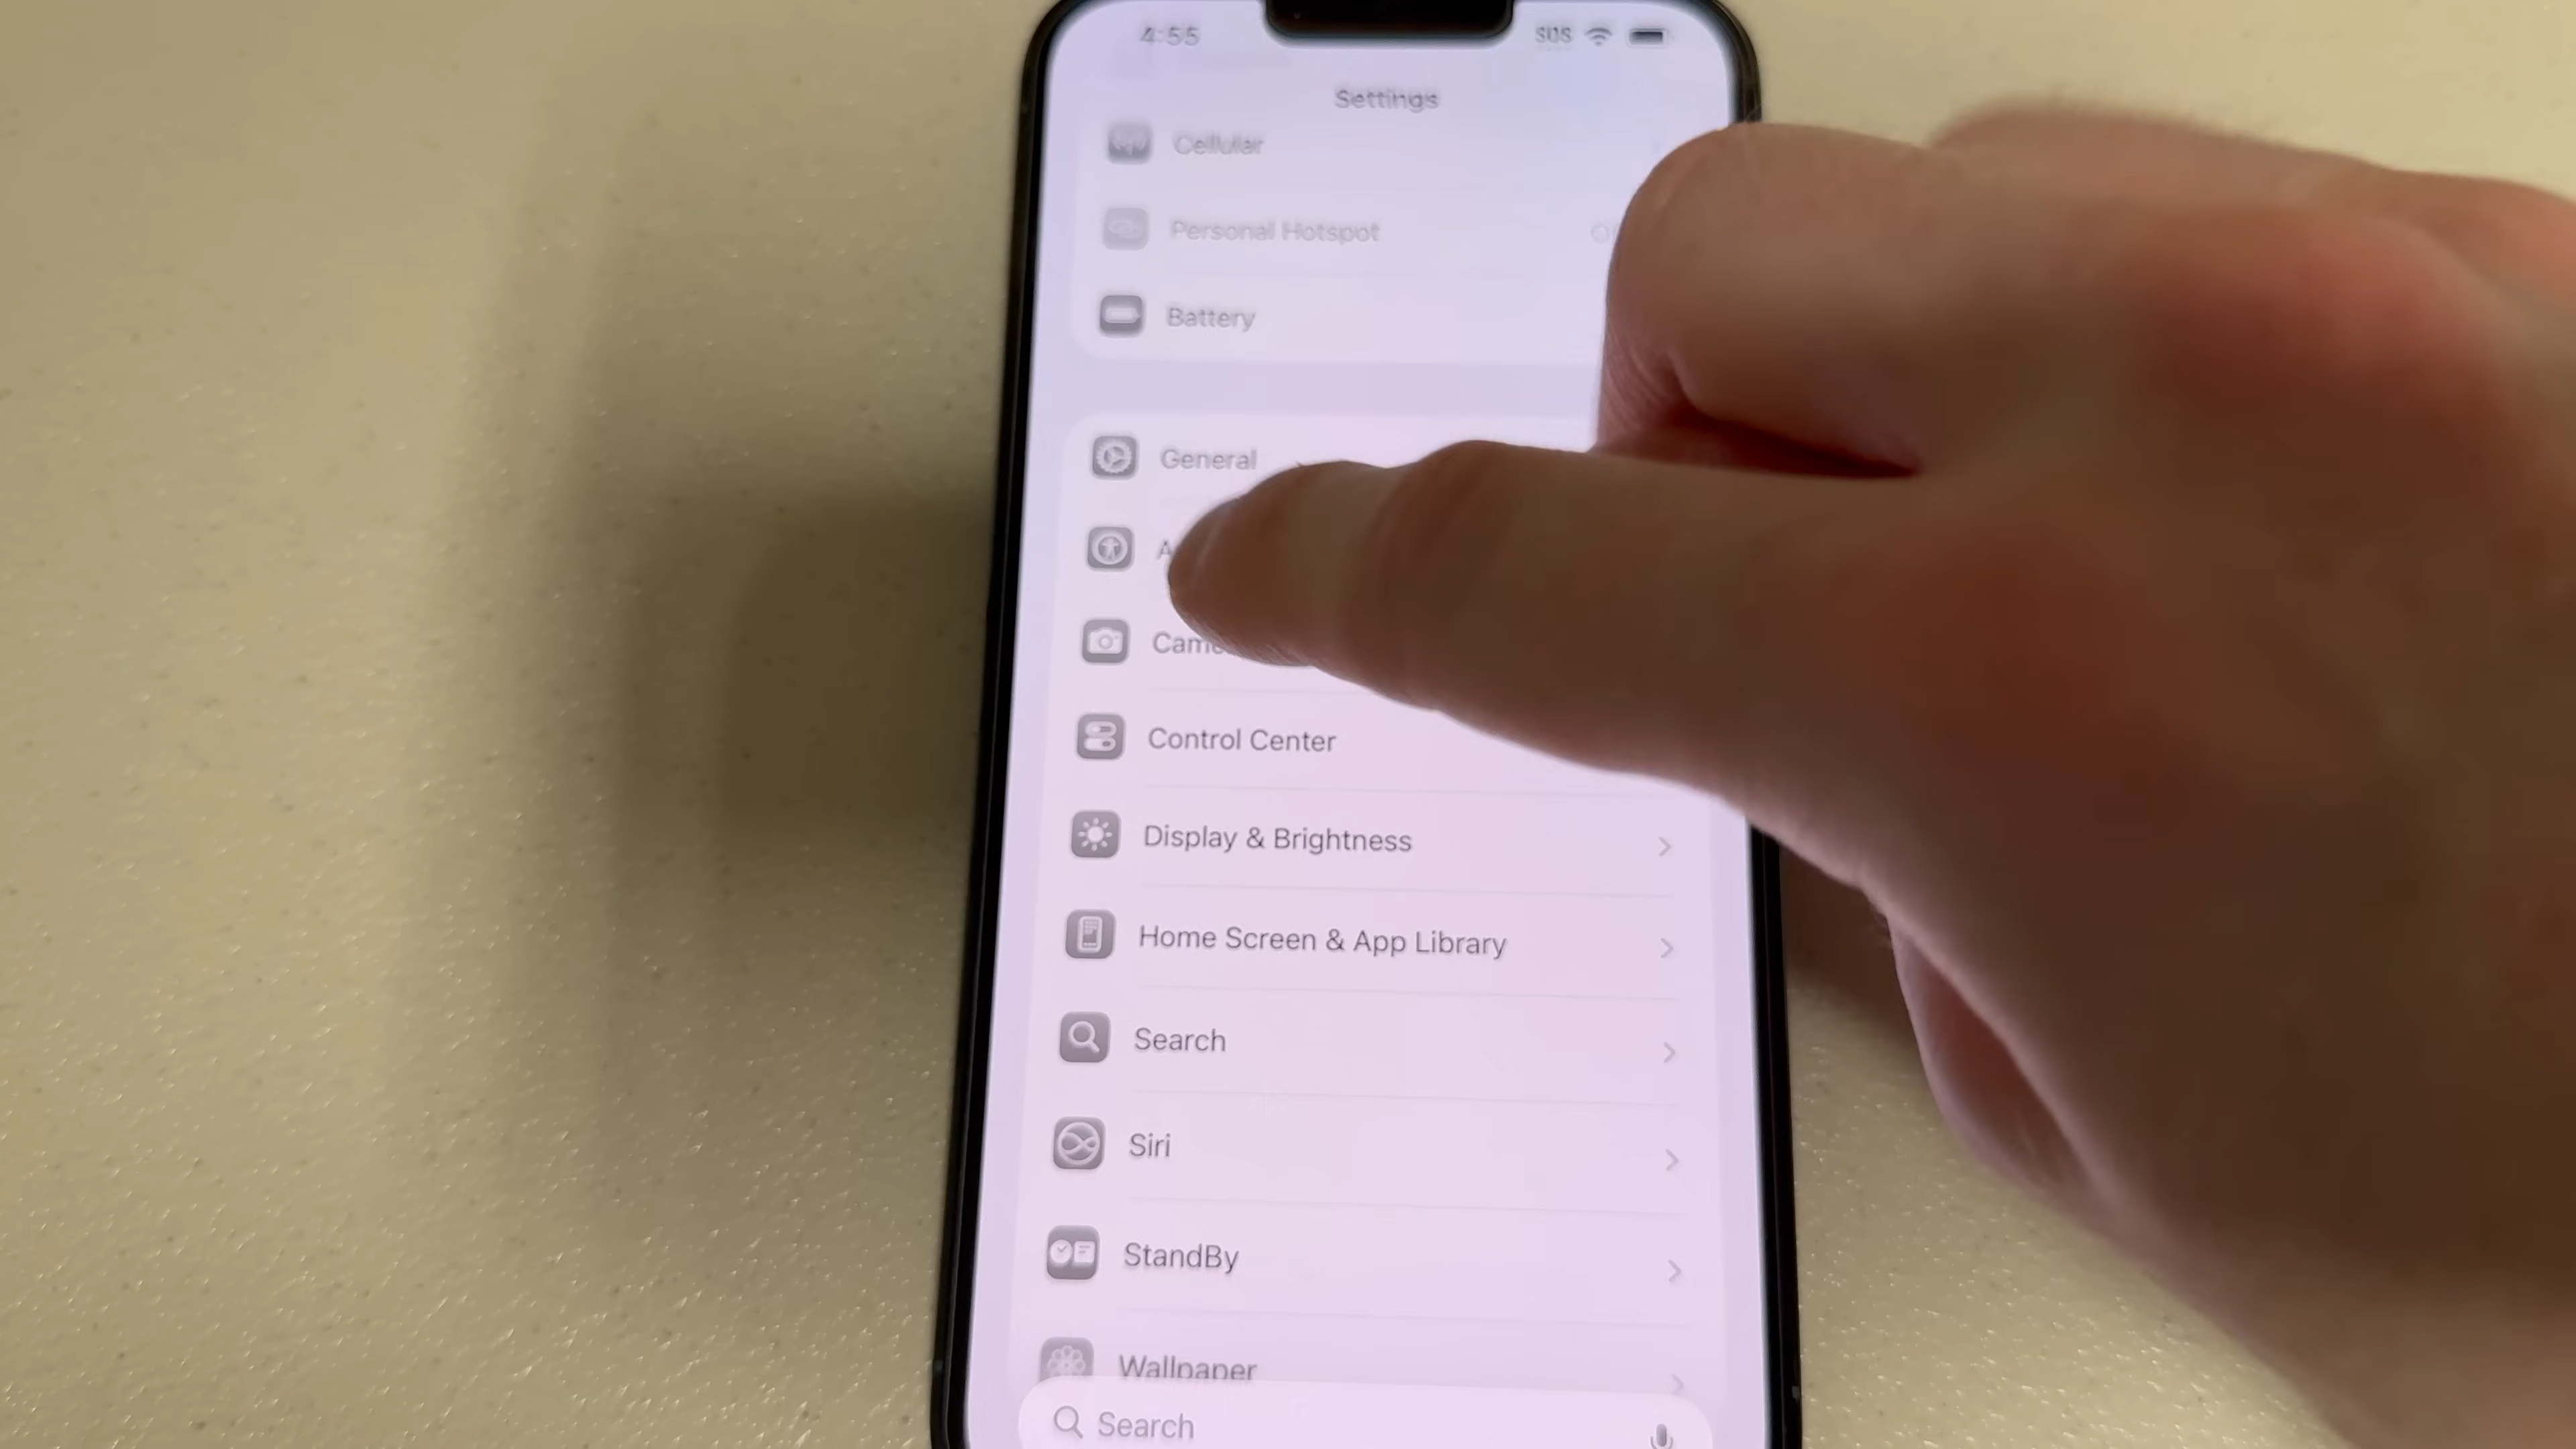 4:55
SOS
Settings
Cellular
Personal Hotspot
Battery
General
Control Center
Display & Brightness
Home Screen & App Library
Search
Siri
StandBy
Wallpaper
Search